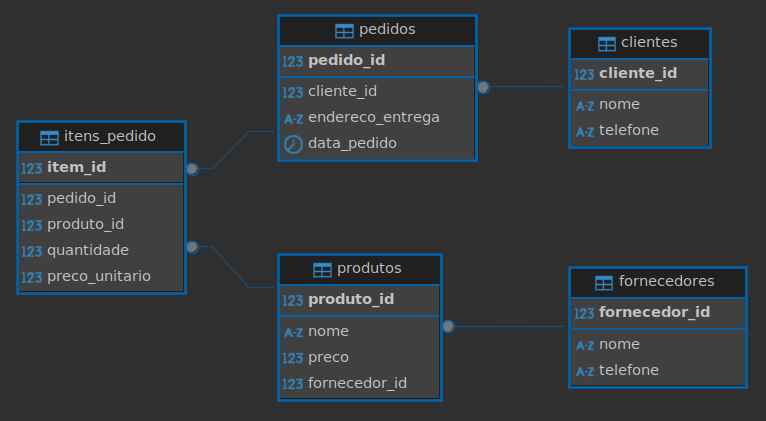 pedidos
123 pedido_id
123 cliente_id
A-Z endereco_entrega
data_pedido
clientes
123 cliente_id
A-Z nome
A-Z telefone
itens_pedido
123 item_id
123 pedido_id
123 produto_id
123 quantidade
123 preco_unitario
produtos
123 produto_id
A-Z nome
123 preco
123 fornecedor_id
fornecedores
123 fornecedor_id
A-Z nome
A-Z telefone